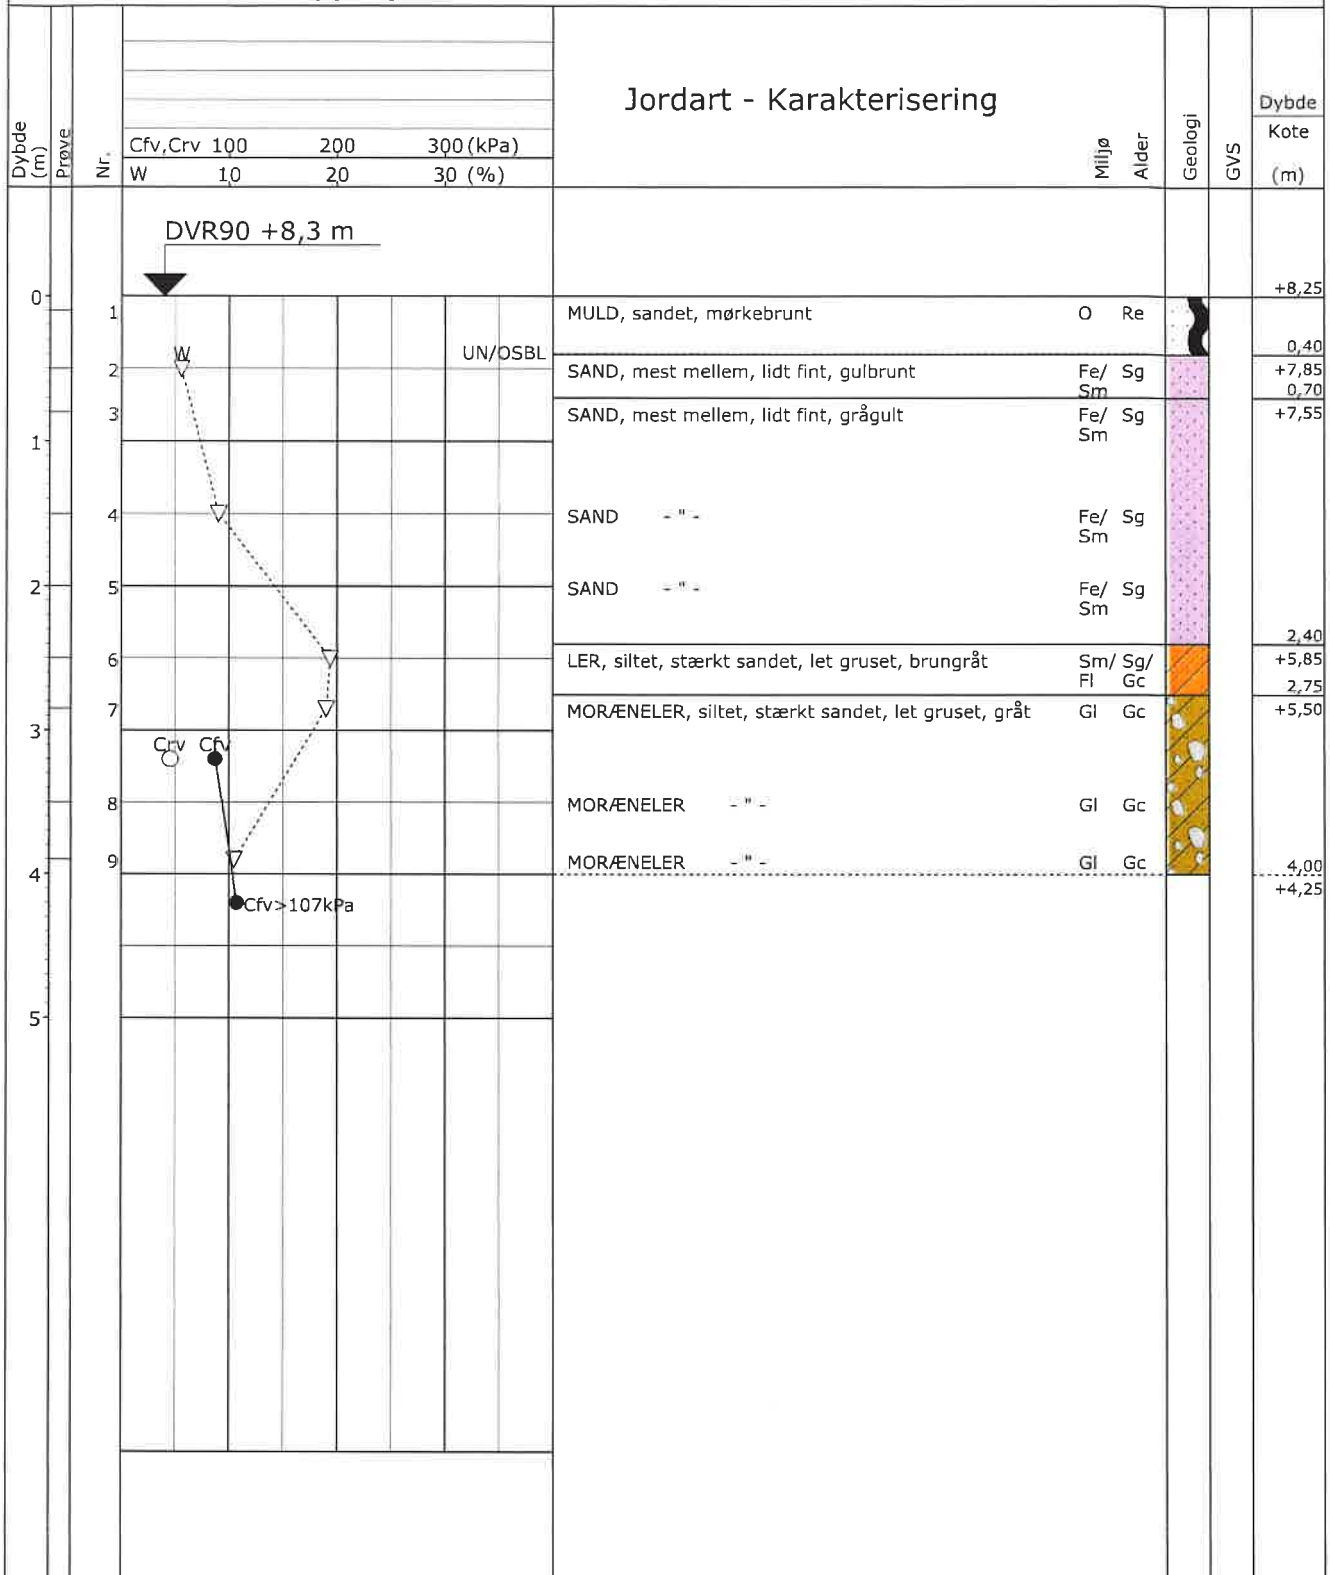 Jordart - Karakterisering
Dybde (m)
Prøve
Nr.
Cfv,Crv 100 200 300 (kPa)
W 10 20 30 (%)
Miljø
Alder
Geologi
GVS
Dybde
Kote
(m)
DVR90 +8,3 m
+8,25
0
1 MULD, sandet, mørkebrunt O Re
0,40
W UN/OSBL
2 SAND, mest mellem, lidt fint, gulbrunt Fe/ Sg +7,85
Sm 0,70
3 SAND, mest mellem, lidt fint, grågult Fe/ Sg +7,55
Sm
1
4 SAND - " - Fe/ Sg
Sm
2 5 SAND - " - Fe/ Sg
Sm
2,40
6 LER, siltet, stærkt sandet, let gruset, brungråt Sm/ Sg/ +5,85
Fl Gc 2,75
7 MORÆNELER, siltet, stærkt sandet, let gruset, gråt Gl Gc +5,50
3
Crv Cfv
8 MORÆNELER - " - Gl Gc
9 MORÆNELER - " - Gl Gc 4,00
4
+4,25
Cfv>107kPa
5